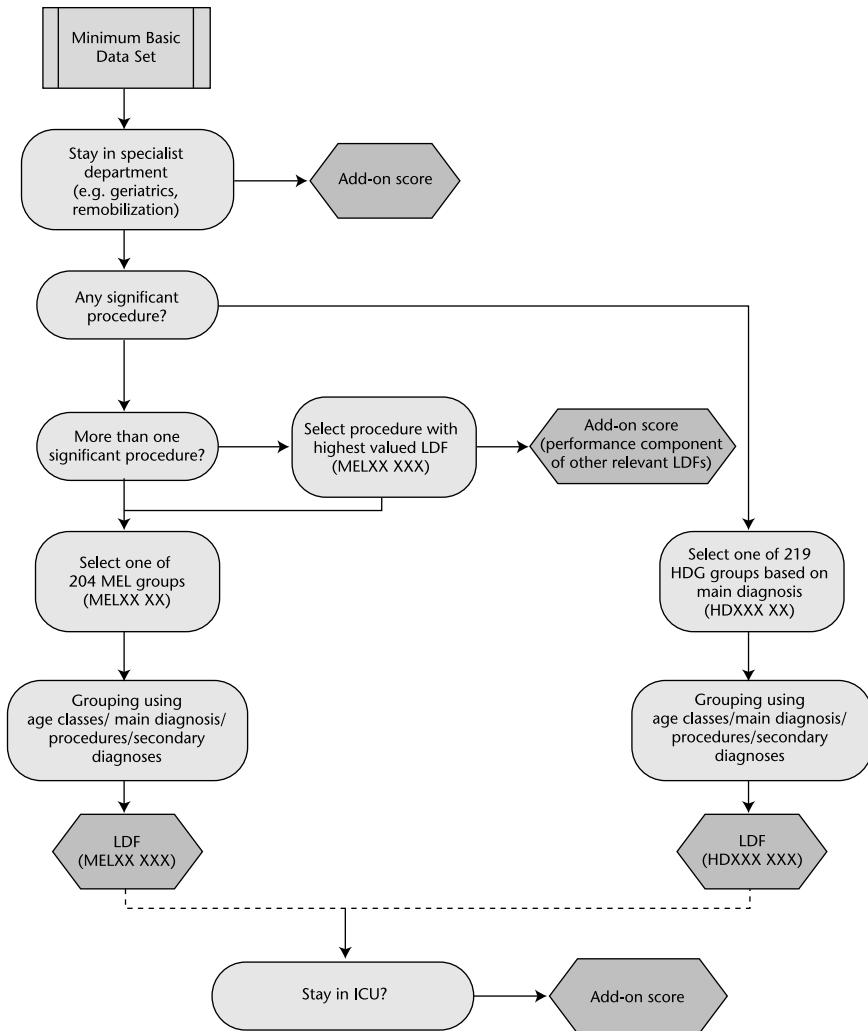 Minimum Basic
Data Set
Stay in specialist
department
(e.g. geriatrics,
remobilization)
Add-on score
Any significant
procedure?
More than one
significant procedure?
Select procedure with
highest valued LDF
(MELXX XXX)
Add-on score
(performance component
of other relevant LDFs)
Select one of
204 MEL groups
(MELXX XX)
Select one of 219
HDG groups based on
main diagnosis
(HDXXX XX)
Grouping using
age classes/ main diagnosis/
procedures/secondary
diagnoses
Grouping using
age classes/main diagnosis/
procedures/secondary
diagnoses
LDF
(MELXX XXX)
LDF
(HDXXX XXX)
Stay in ICU?
Add-on score